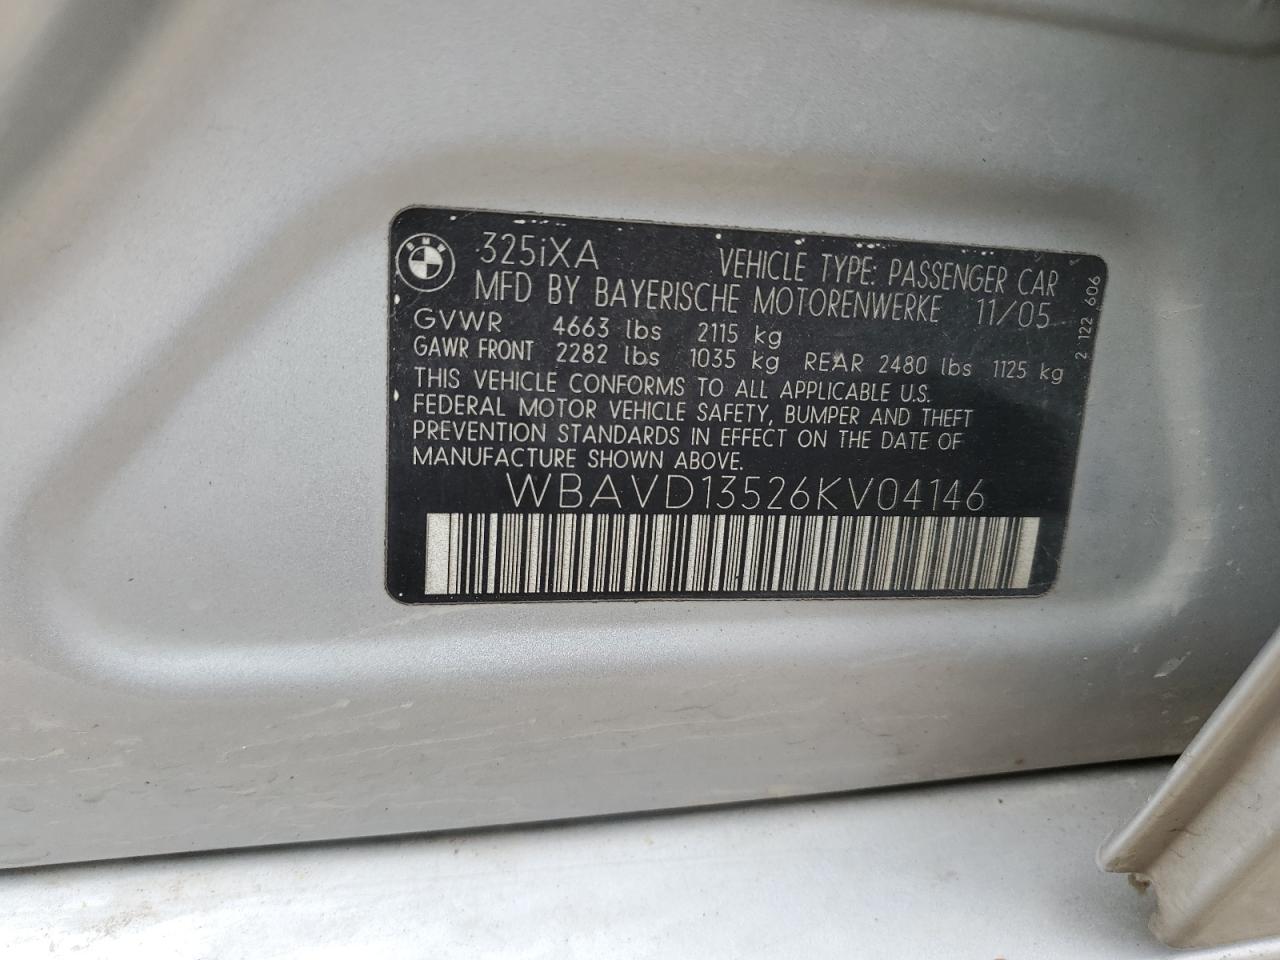 BMW
325iXA VEHICLE TYPE: PASSENGER CAR
MFD BY BAYERISCHE MOTORENWERKE 11/05
GVWR 4663 lbs 2115 kg
GAWR FRONT 2282 lbs 1035 kg REAR 2480 lbs 1125 kg
THIS VEHICLE CONFORMS TO ALL APPLICABLE U.S.
FEDERAL MOTOR VEHICLE SAFETY, BUMPER AND THEFT
PREVENTION STANDARDS IN EFFECT ON THE DATE OF
MANUFACTURE SHOWN ABOVE.
WBAVD13526KV04146
2 122 606